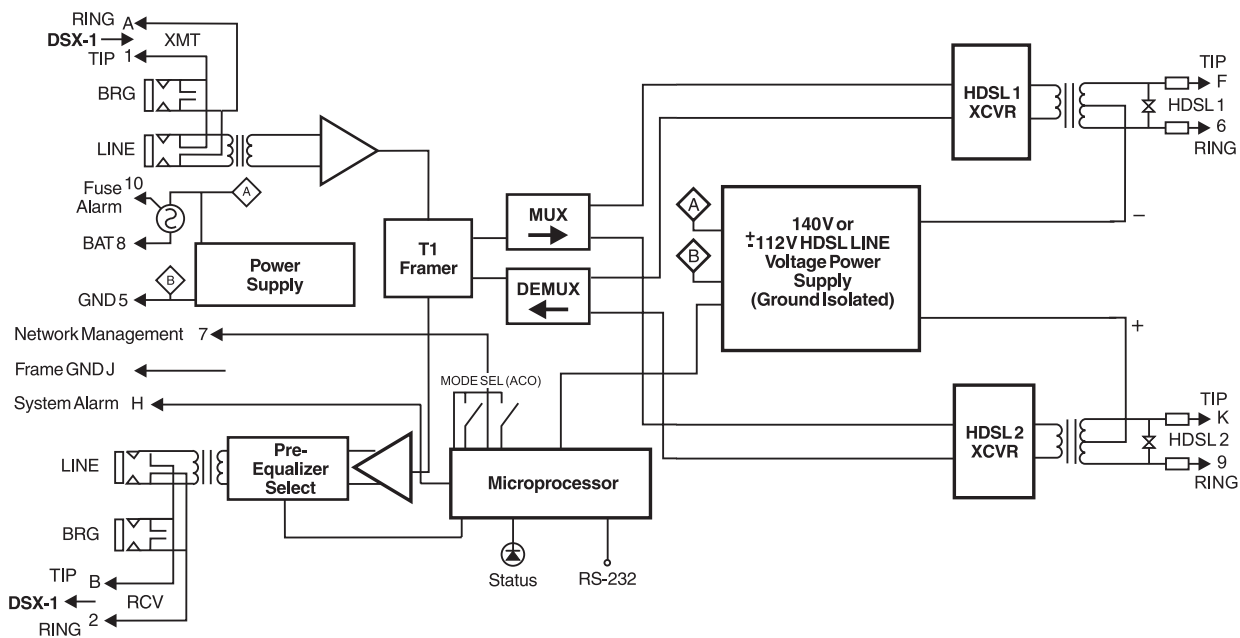 RING A
DSX-1 XMT
TIP 1
BRG
LINE
Fuse 10
Alarm
A
BAT 8
B
GND 5
Power
Supply
T1
Framer
MUX
DEMUX
HDSL 1
XCVR
TIP
F
HDSL 1
6
RING
A
B
140V or
+-112V HDSL LINE
Voltage Power
Supply
(Ground Isolated)
–
+
Network Management 7
Frame GND J
System Alarm H
MODE SEL (ACO)
LINE
Pre-
Equalizer
Select
Microprocessor
HDSL 2
XCVR
TIP
K
HDSL 2
9
RING
BRG
Status
RS-232
TIP B
DSX-1 RCV
RING 2